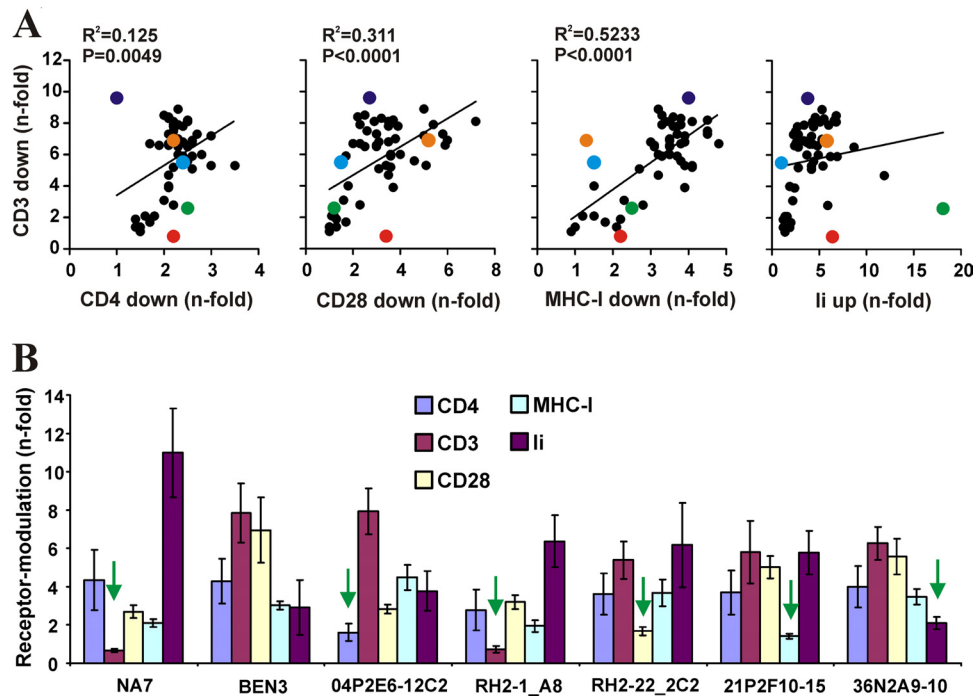 A
R²=0.125
P=0.0049
R²=0.311
P<0.0001
R²=0.5233
P<0.0001
CD3 down (n-fold)
12
10
8
6
4
2
0
0 1 2 3 4
0 2 4 6 8
0 1 2 3 4 5
0 5 10 15 20
CD4 down (n-fold)
CD28 down (n-fold)
MHC-I down (n-fold)
Ii up (n-fold)
B
Receptor-modulation (n-fold)
14
12
10
8
6
4
2
0
CD4
CD3
CD28
MHC-I
Ii
NA7
BEN3
04P2E6-12C2
RH2-1_A8
RH2-22_2C2
21P2F10-15
36N2A9-10